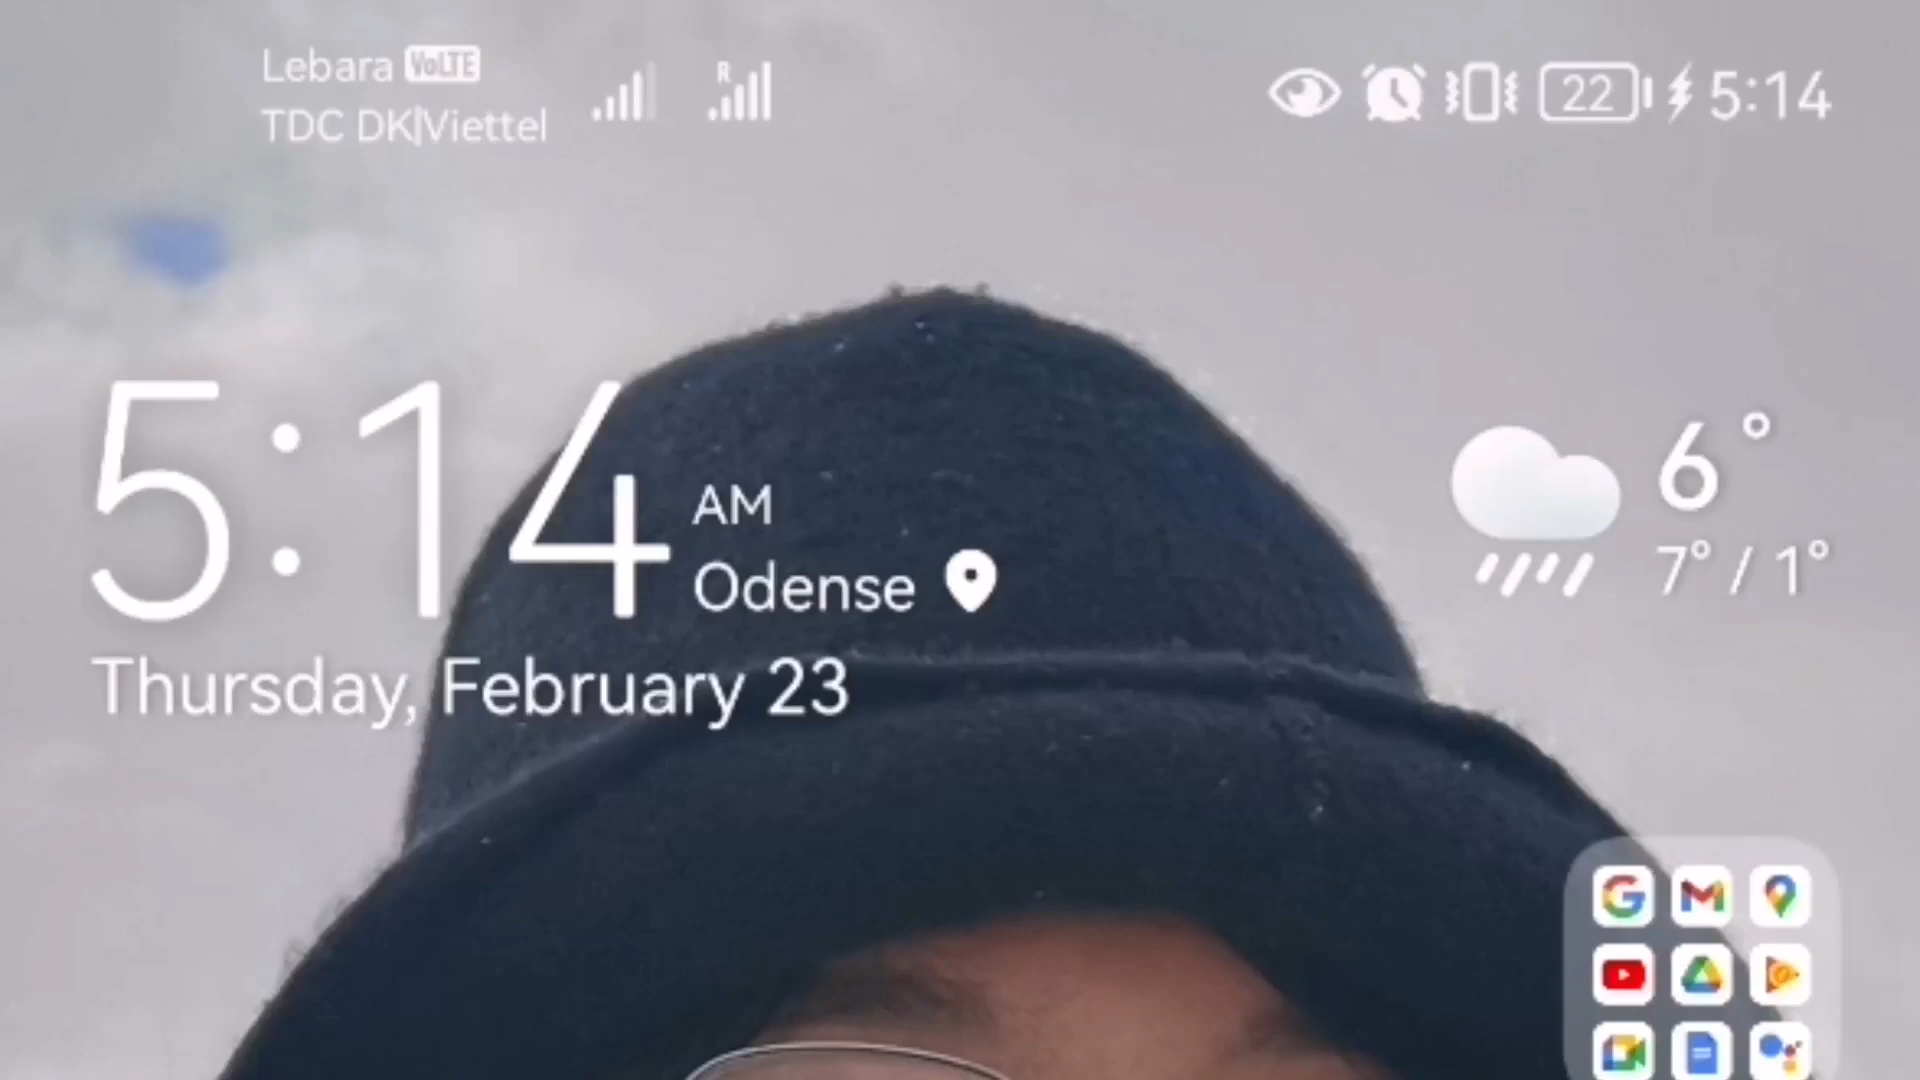 Lebara VoLTE
TDC DK|Viettel
R
22
5:14
5:14
AM
Odense
Thursday, February 23
6°
7° / 1°